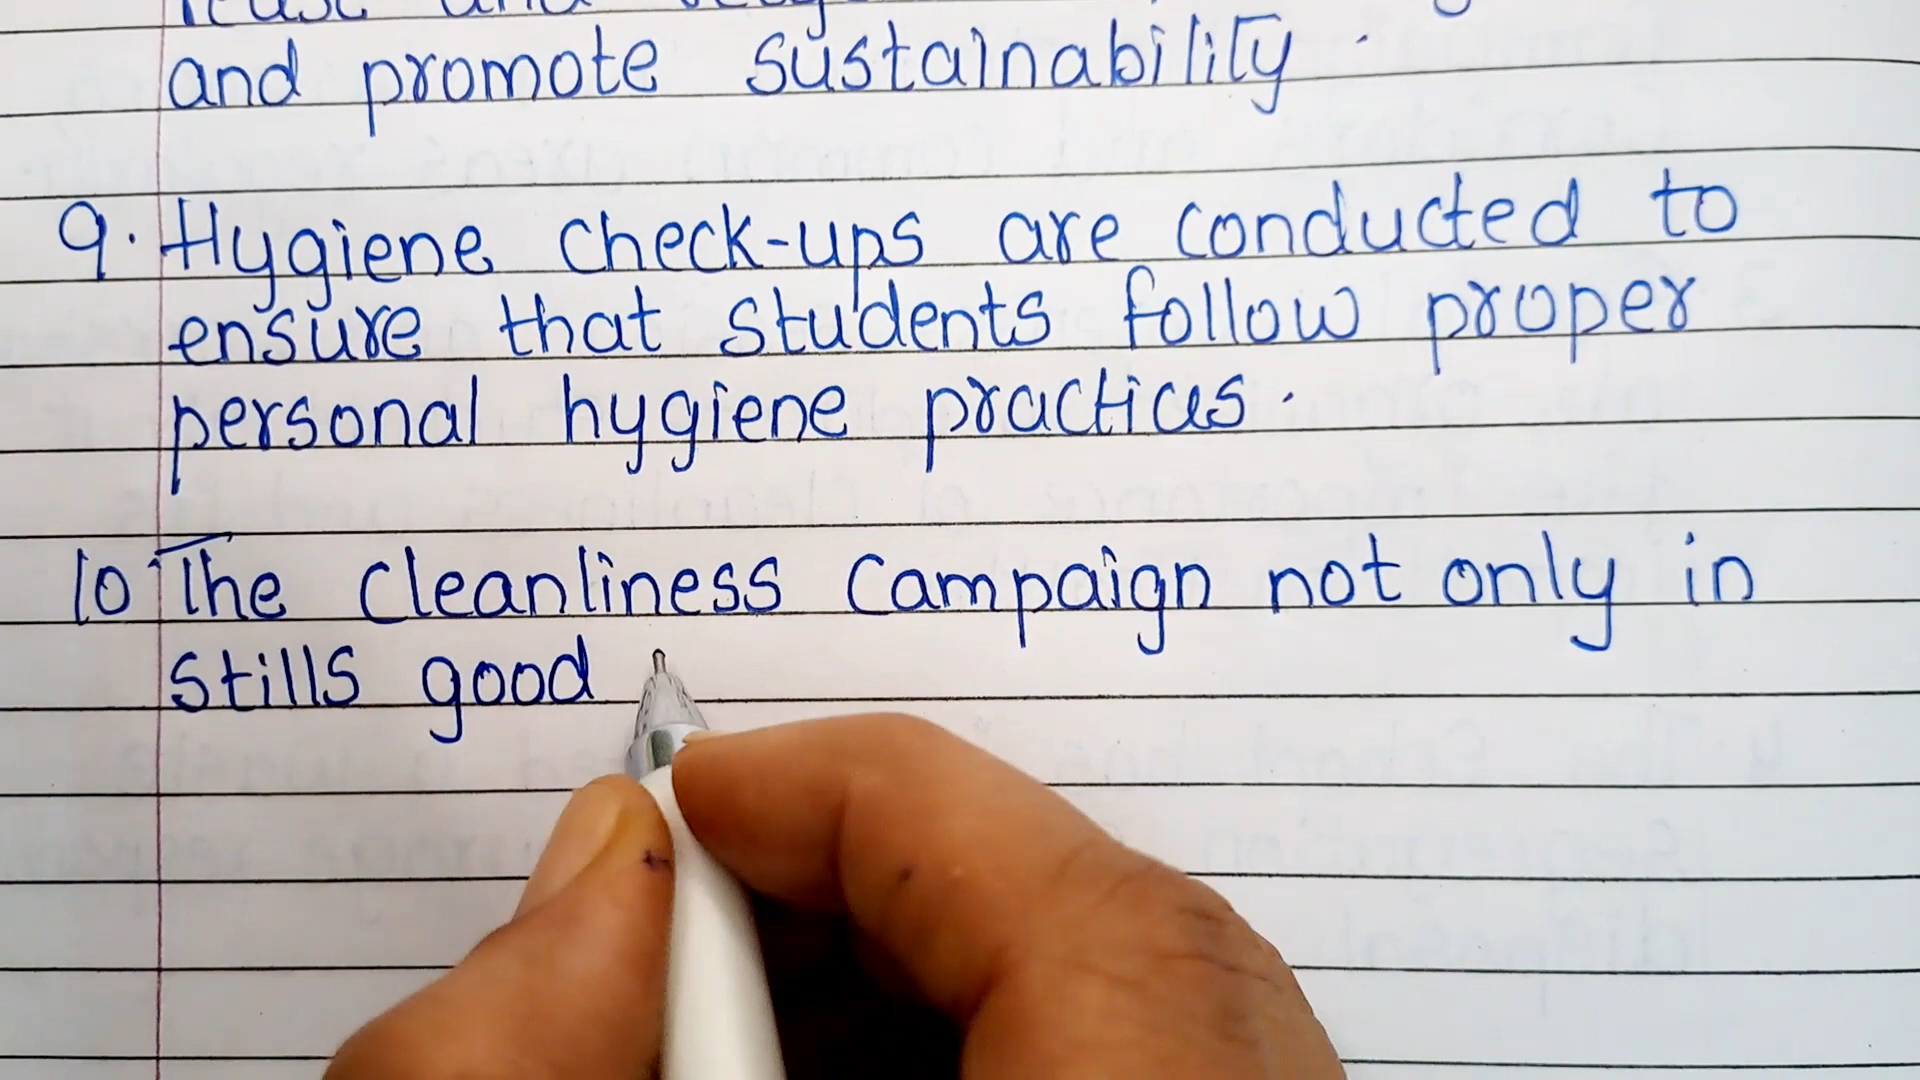 and promote sustainability.
9. Hygiene check-ups are conducted to
ensure that students follow proper
personal hygiene practices.
10. The cleanliness campaign not only in
stills good